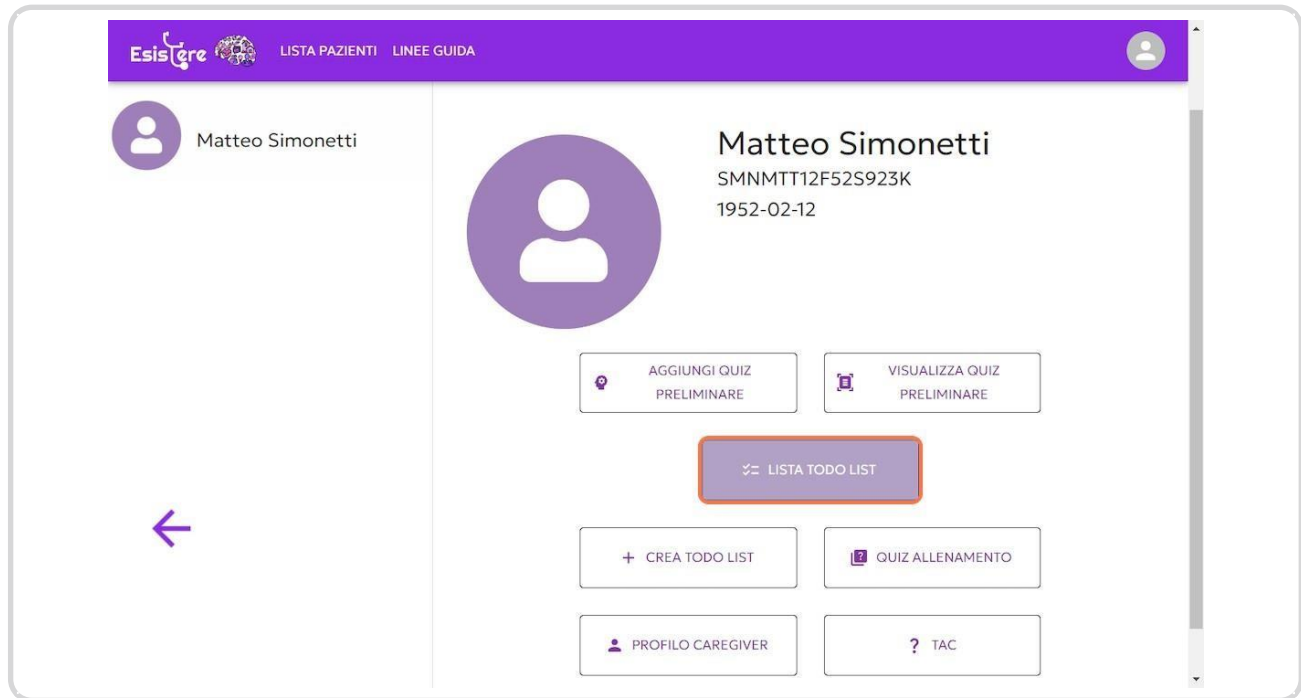 Esistere
LISTA PAZIENTI LINEE GUIDA
Matteo Simonetti
Matteo Simonetti
SMNMTT12F52S923K
1952-02-12
AGGIUNGI QUIZ
PRELIMINARE
VISUALIZZA QUIZ
PRELIMINARE
LISTA TODO LIST
+ CREA TODO LIST
QUIZ ALLENAMENTO
PROFILO CAREGIVER
? TAC